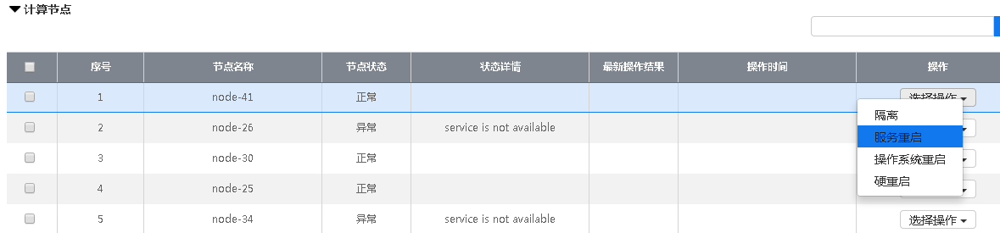 计算节点
序号 节点名称 节点状态 状态详情 最新操作结果 操作时间 操作
1 node-41 正常 选择操作
隔离
2 node-26 异常 service is not available
服务重启
3 node-30 正常
操作系统重启
硬重启
4 node-25 正常
5 node-34 异常 service is not available 选择操作